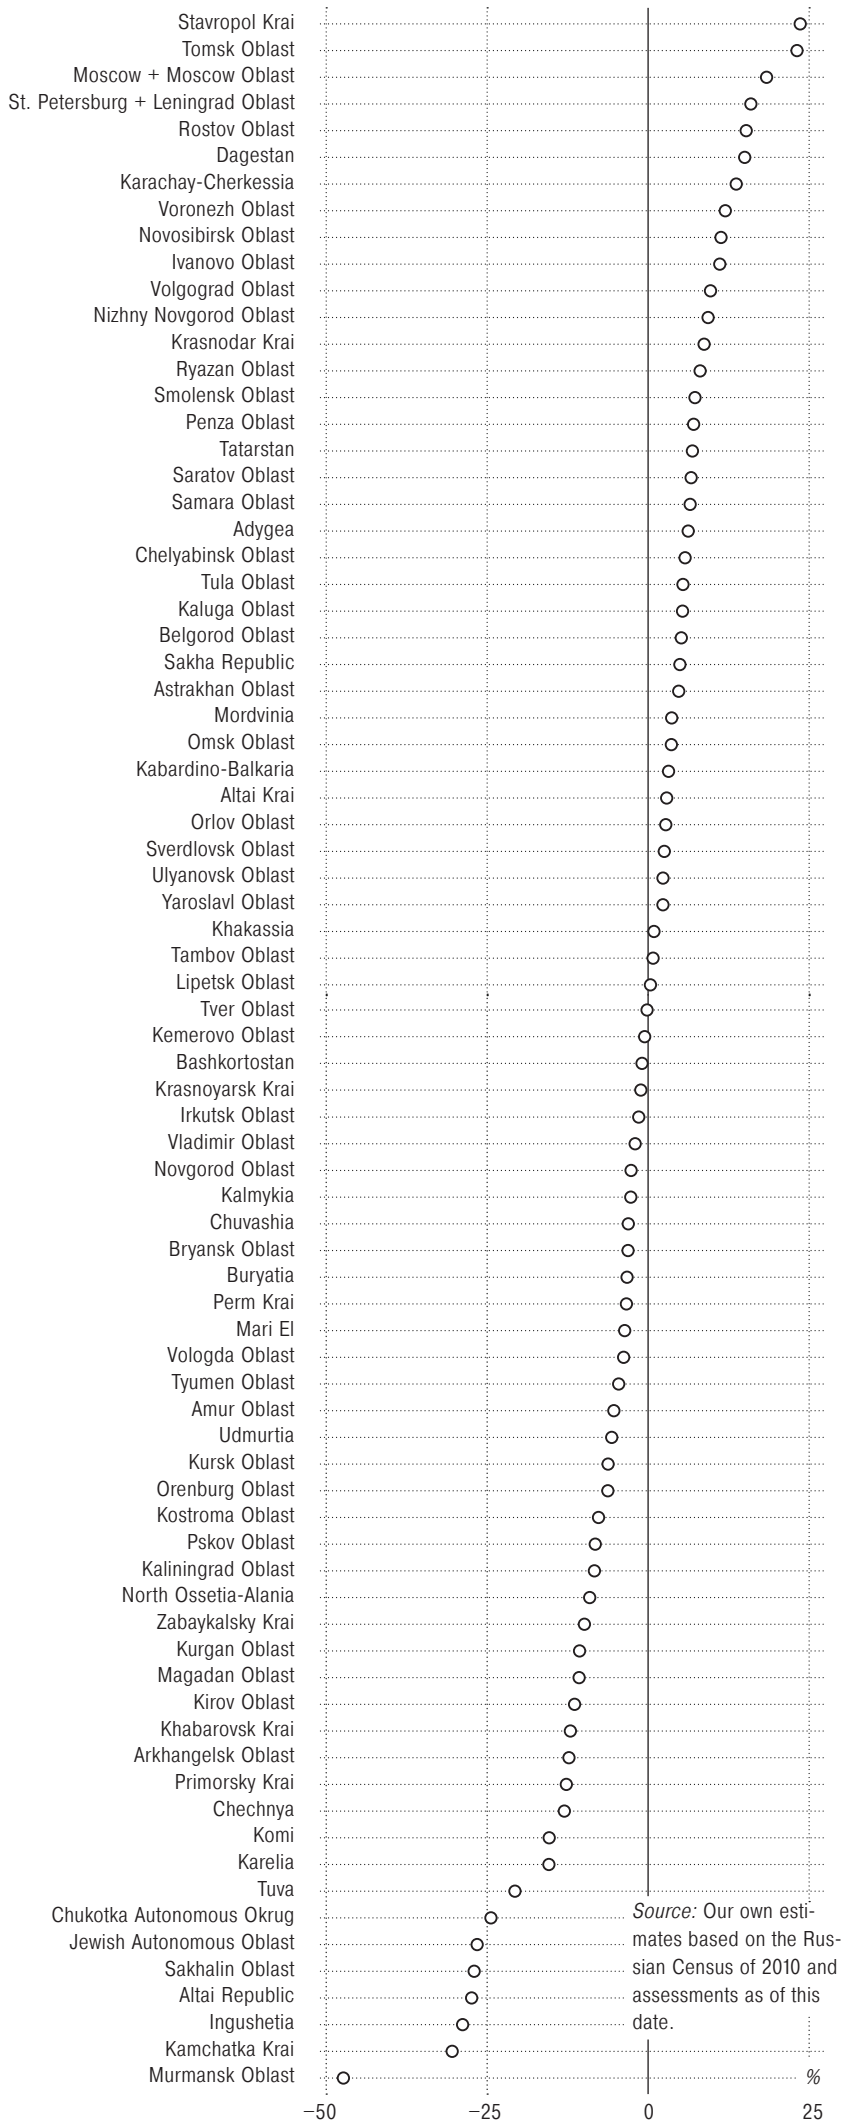 Stavropol Krai
Tomsk Oblast
Moscow + Moscow Oblast
St. Petersburg + Leningrad Oblast
Rostov Oblast
Dagestan
Karachay-Cherkessia
Voronezh Oblast
Novosibirsk Oblast
Ivanovo Oblast
Volgograd Oblast
Nizhny Novgorod Oblast
Krasnodar Krai
Ryazan Oblast
Smolensk Oblast
Penza Oblast
Tatarstan
Saratov Oblast
Samara Oblast
Adygea
Chelyabinsk Oblast
Tula Oblast
Kaluga Oblast
Belgorod Oblast
Sakha Republic
Astrakhan Oblast
Mordvinia
Omsk Oblast
Kabardino-Balkaria
Altai Krai
Orlov Oblast
Sverdlovsk Oblast
Ulyanovsk Oblast
Yaroslavl Oblast
Khakassia
Tambov Oblast
Lipetsk Oblast
Tver Oblast
Kemerovo Oblast
Bashkortostan
Krasnoyarsk Krai
Irkutsk Oblast
Vladimir Oblast
Novgorod Oblast
Kalmykia
Chuvashia
Bryansk Oblast
Buryatia
Perm Krai
Mari El
Vologda Oblast
Tyumen Oblast
Amur Oblast
Udmurtia
Kursk Oblast
Orenburg Oblast
Kostroma Oblast
Pskov Oblast
Kaliningrad Oblast
North Ossetia-Alania
Zabaykalsky Krai
Kurgan Oblast
Magadan Oblast
Kirov Oblast
Khabarovsk Krai
Arkhangelsk Oblast
Primorsky Krai
Chechnya
Komi
Karelia
Tuva
Chukotka Autonomous Okrug
Jewish Autonomous Oblast
Sakhalin Oblast
Altai Republic
Ingushetia
Kamchatka Krai
Murmansk Oblast
Source: Our own esti-
mates based on the Rus-
sian Census of 2010 and
assessments as of this
date.
%
−50 −25 0 25